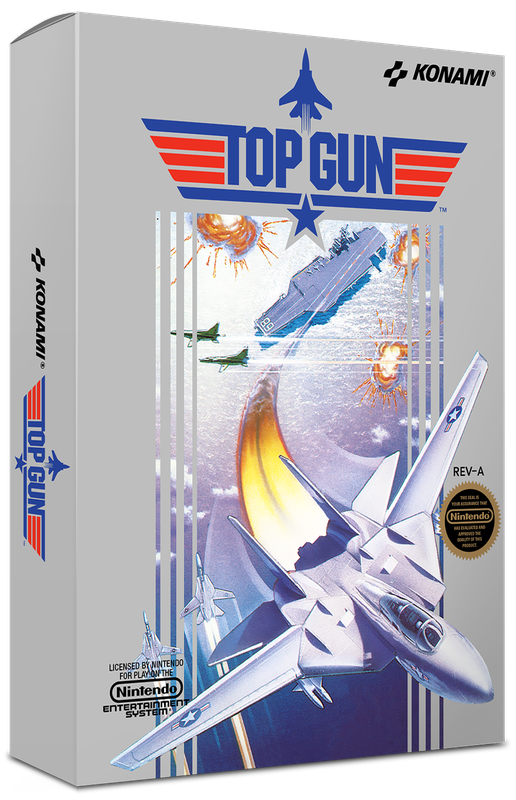 KONAMI®
TOP GUN
™
REV-A
THIS SEAL IS
YOUR ASSURANCE THAT
Nintendo
HAS EVALUATED AND
APPROVED THE
QUALITY OF THIS
PRODUCT
LICENSED BY NINTENDO
FOR PLAY ON THE
Nintendo
ENTERTAINMENT
SYSTEM
KONAMI®
TOP GUN
™